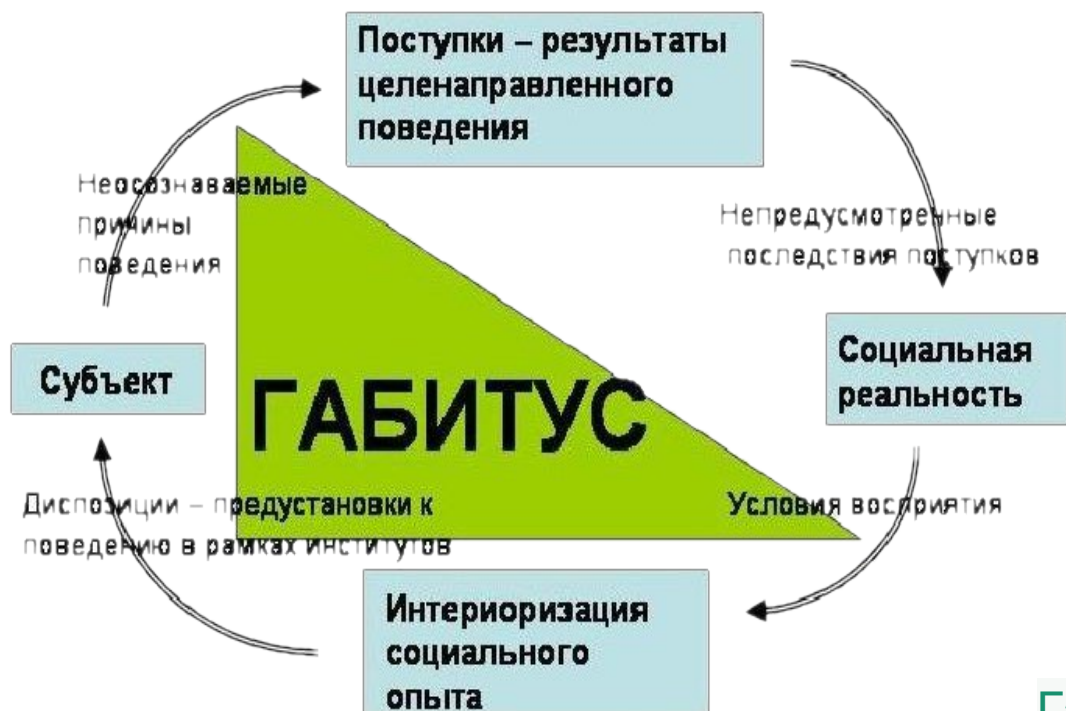 Поступки – результаты
целенаправленного
поведения
Неосознаваемые
причины
поведения
Непредусмотренные
последствия поступков
Субъект
Социальная
реальность
ГАБИТУС
Диспозиции – предустановки к
поведению в рамках институтов
Условия восприятия
Интериоризация
социального
опыта